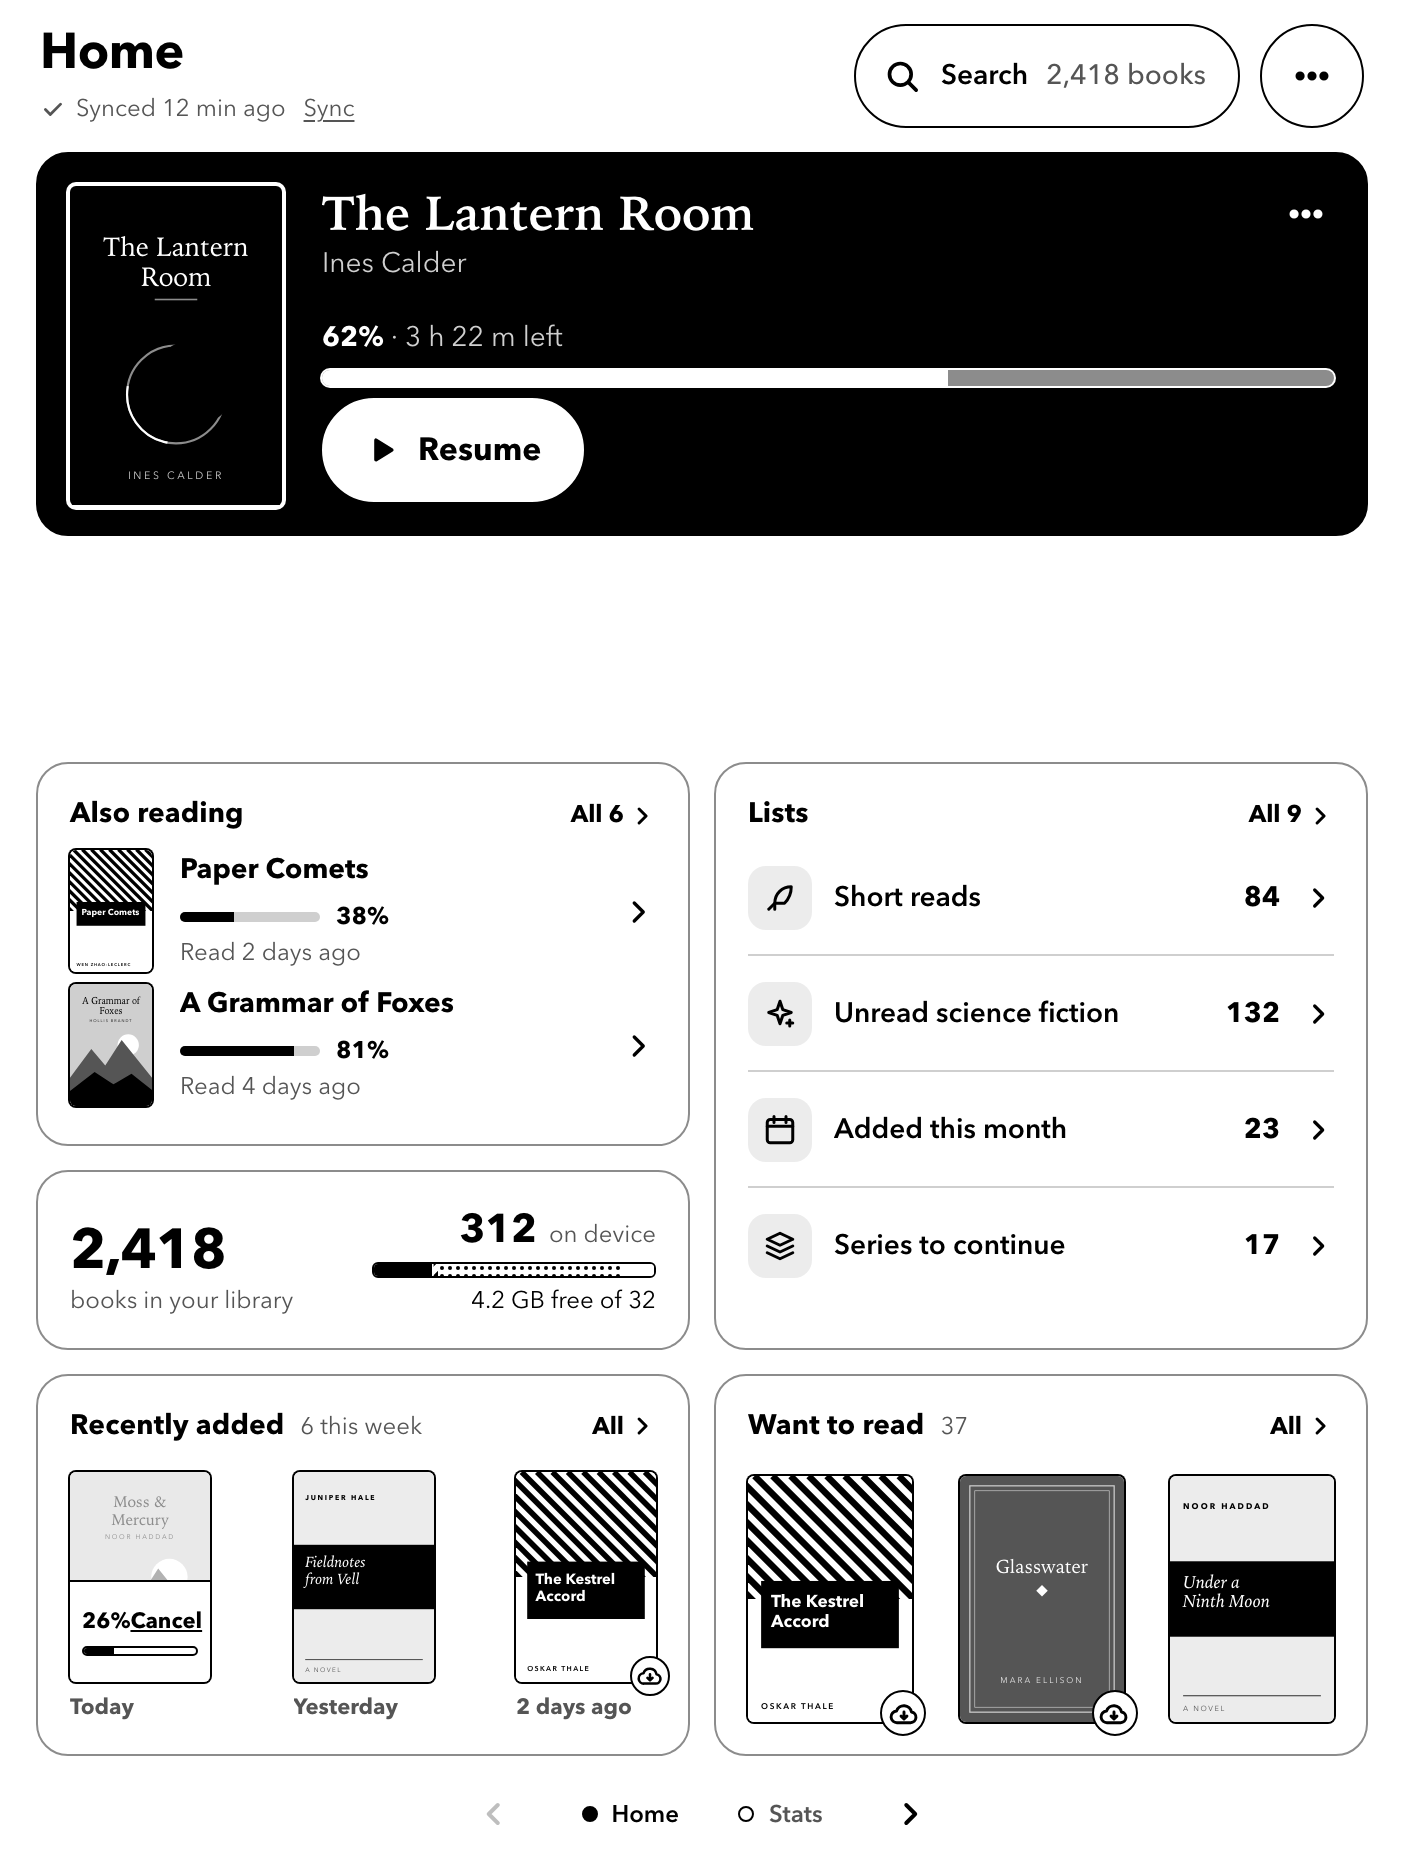 Home
Search 2,418 books
Synced 12 min ago Sync
The Lantern
Room
INES CALDER
The Lantern Room
Ines Calder
62% · 3 h 22 m left
Resume
Also reading
All 6
Paper Comets
WEN ZHAO-LECLERC
Paper Comets
38%
Read 2 days ago
A Grammar of
Foxes
HOLLIS BRANDT
A Grammar of Foxes
81%
Read 4 days ago
Lists
All 9
Short reads 84
Unread science fiction 132
Added this month 23
Series to continue 17
2,418
books in your library
312 on device
4.2 GB free of 32
Recently added 6 this week
All
Moss &
Mercury
NOOR HADDAD
26%Cancel
Today
JUNIPER HALE
Fieldnotes
from Vell
A NOVEL
Yesterday
The Kestrel
Accord
OSKAR THALE
2 days ago
Want to read 37
All
The Kestrel
Accord
OSKAR THALE
Glasswater
MARA ELLISON
NOOR HADDAD
Under a
Ninth Moon
A NOVEL
Home
Stats